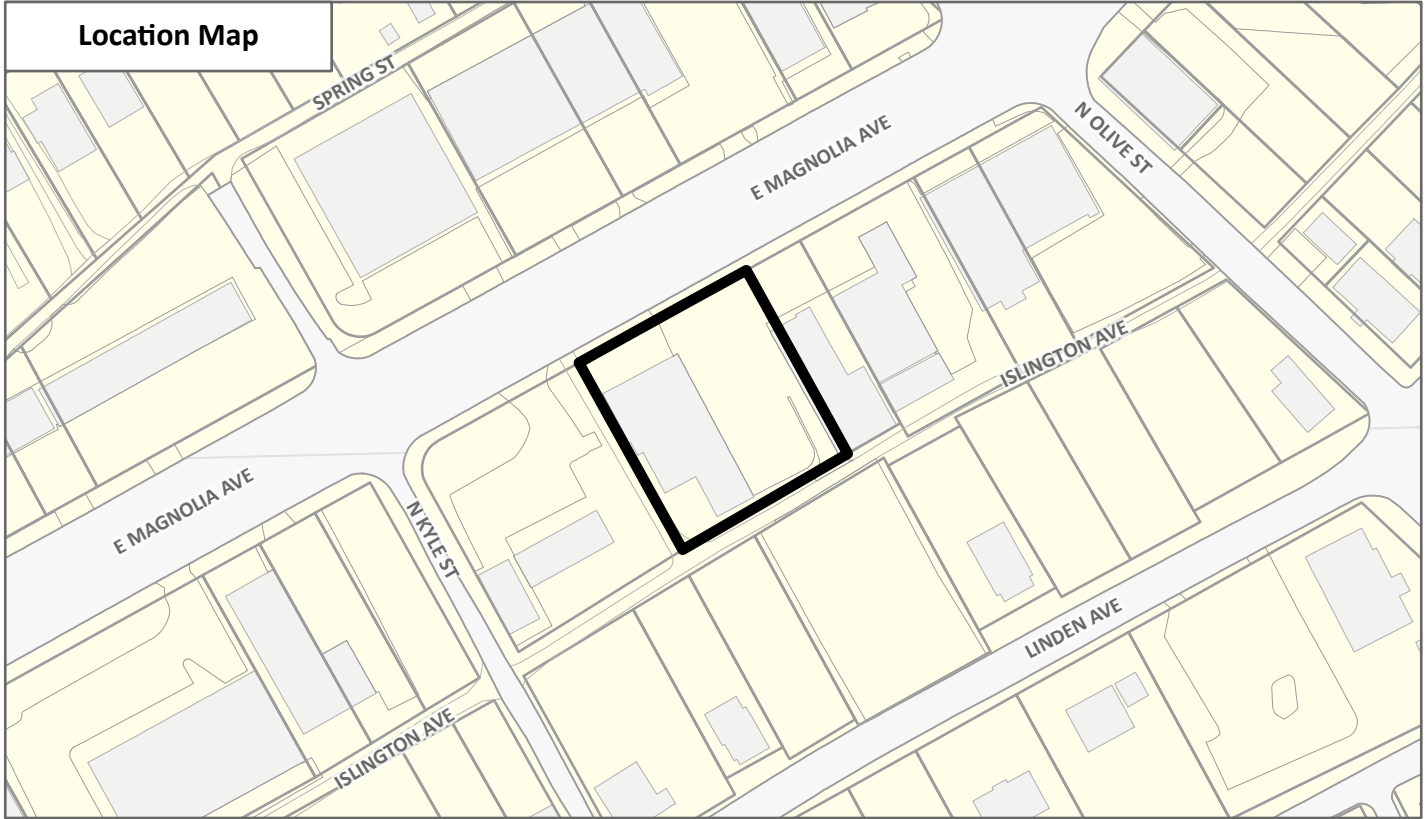 Location Map
SPRING ST
E MAGNOLIA AVE
N OLIVE ST
ISLINGTON AVE
E MAGNOLIA AVE
N KYLE ST
LINDEN AVE
ISLINGTON AVE